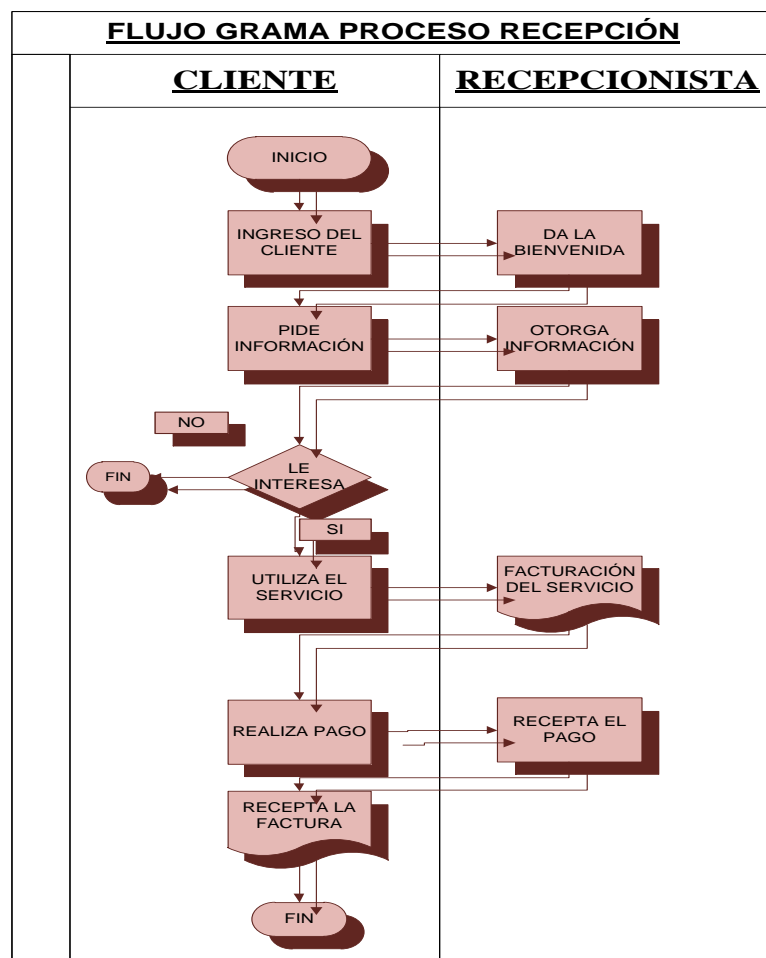 FLUJO GRAMA PROCESO RECEPCIÓN
CLIENTE
RECEPCIONISTA
INICIO
INGRESO DEL
CLIENTE
DA LA
BIENVENIDA
PIDE
INFORMACIÓN
OTORGA
INFORMACIÓN
NO
LE
INTERESA
FIN
SI
UTILIZA EL
SERVICIO
FACTURACIÓN
DEL SERVICIO
REALIZA PAGO
RECEPTA EL
PAGO
RECEPTA LA
FACTURA
FIN